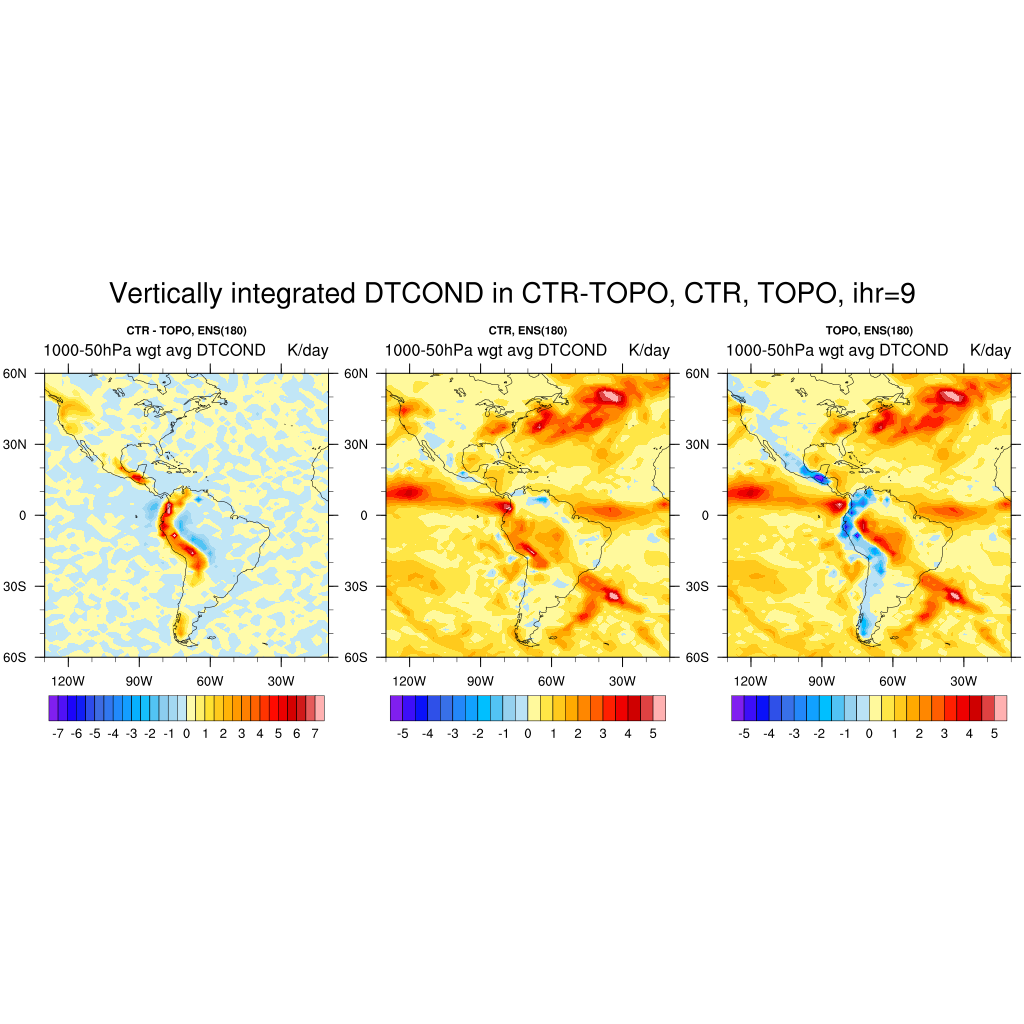 Vertically integrated DTCOND in CTR-TOPO, CTR, TOPO, ihr=9
CTR - TOPO, ENS(180)
1000-50hPa wgt avg DTCOND K/day
60N
30N
0
30S
60S
120W 90W 60W 30W
-7 -6 -5 -4 -3 -2 -1 0 1 2 3 4 5 6 7
CTR, ENS(180)
1000-50hPa wgt avg DTCOND K/day
60N
30N
0
30S
60S
120W 90W 60W 30W
-5 -4 -3 -2 -1 0 1 2 3 4 5
TOPO, ENS(180)
1000-50hPa wgt avg DTCOND K/day
60N
30N
0
30S
60S
120W 90W 60W 30W
-5 -4 -3 -2 -1 0 1 2 3 4 5